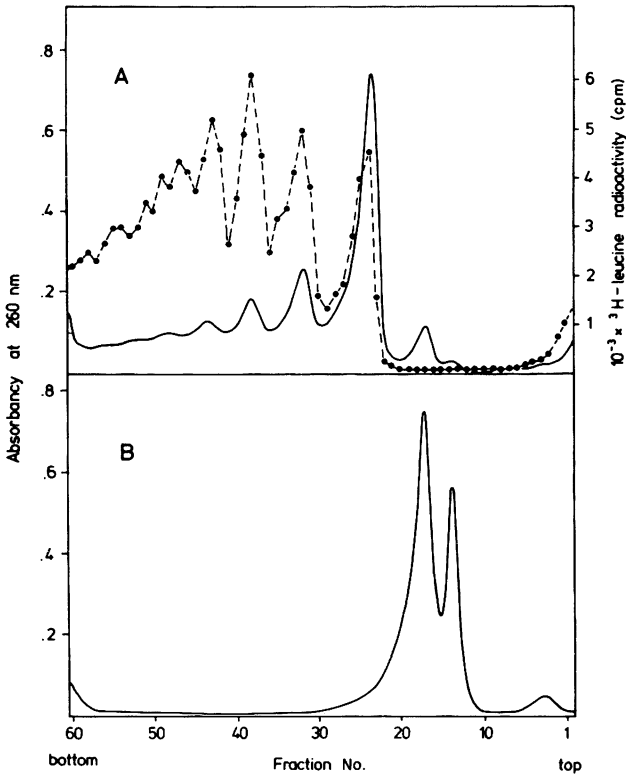 A
.8
.6
.4
.2
6
5
4
3
2
1
Absorbancy at 260 nm
10⁻³ × ³H-leucine radioactivity (cpm)
B
.8
.6
.4
.2
60 50 40 30 20 10 1
bottom Fraction No. top